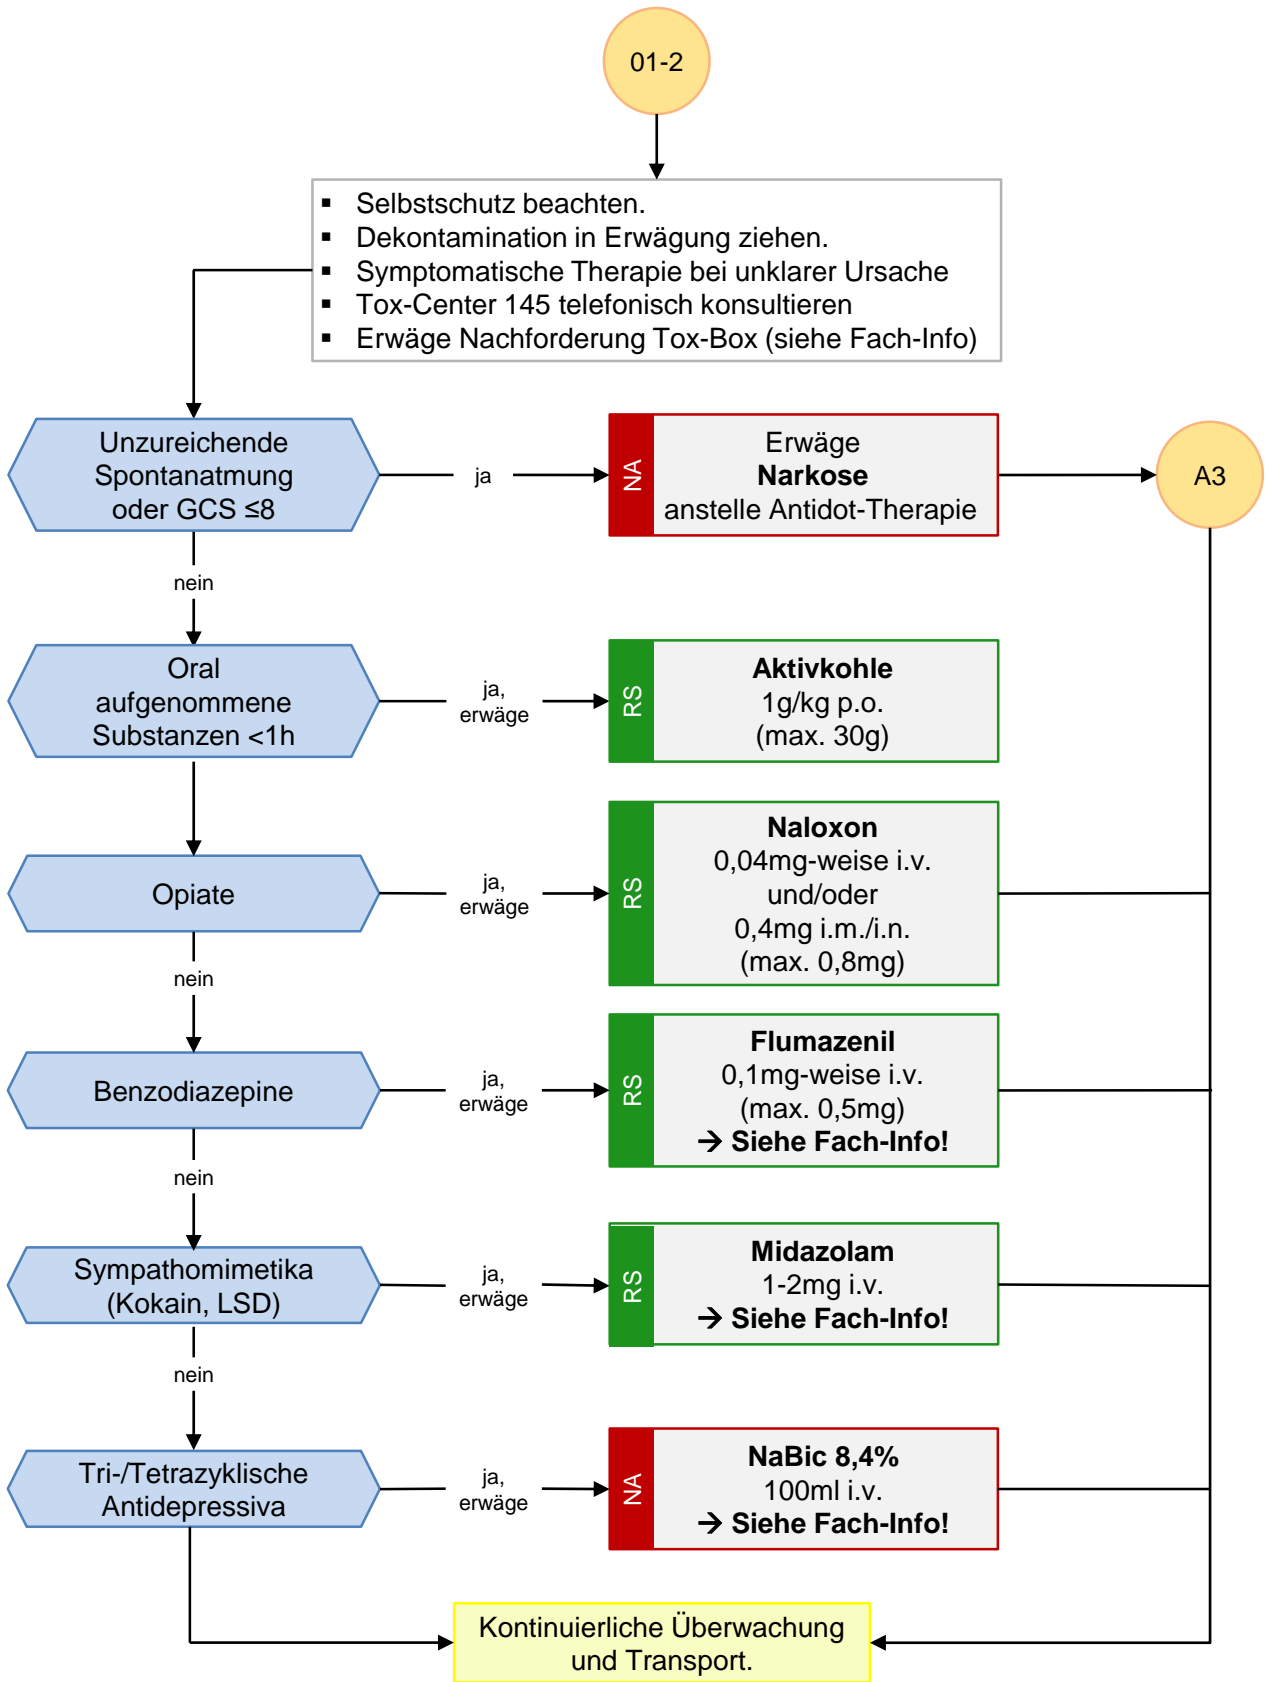 01-2
▪ Selbstschutz beachten.
▪ Dekontamination in Erwägung ziehen.
▪ Symptomatische Therapie bei unklarer Ursache
▪ Tox-Center 145 telefonisch konsultieren
▪ Erwäge Nachforderung Tox-Box (siehe Fach-Info)
Unzureichende
Spontanatmung
oder GCS ≤8
ja
NA
Erwäge
Narkose
anstelle Antidot-Therapie
A3
nein
Oral
aufgenommene
Substanzen <1h
ja,
erwäge
RS
Aktivkohle
1g/kg p.o.
(max. 30g)
Opiate
ja,
erwäge
RS
Naloxon
0,04mg-weise i.v.
und/oder
0,4mg i.m./i.n.
(max. 0,8mg)
nein
Benzodiazepine
ja,
erwäge
RS
Flumazenil
0,1mg-weise i.v.
(max. 0,5mg)
→ Siehe Fach-Info!
nein
Sympathomimetika
(Kokain, LSD)
ja,
erwäge
RS
Midazolam
1-2mg i.v.
→ Siehe Fach-Info!
nein
Tri-/Tetrazyklische
Antidepressiva
ja,
erwäge
NA
NaBic 8,4%
100ml i.v.
→ Siehe Fach-Info!
Kontinuierliche Überwachung
und Transport.